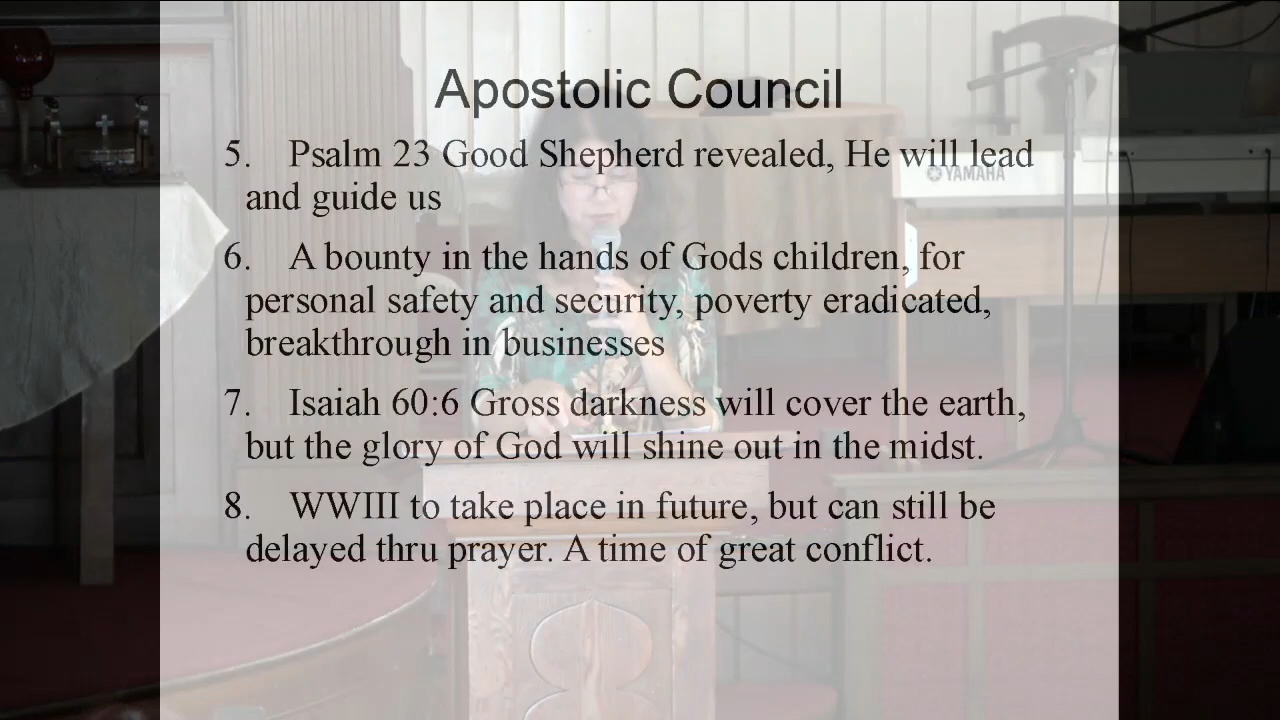 Apostolic Council
5. Psalm 23 Good Shepherd revealed, He will lead
and guide us
YAMAHA
6. A bounty in the hands of Gods children, for
personal safety and security, poverty eradicated,
breakthrough in businesses
7. Isaiah 60:6 Gross darkness will cover the earth,
but the glory of God will shine out in the midst.
8. WWIII to take place in future, but can still be
delayed thru prayer. A time of great conflict.